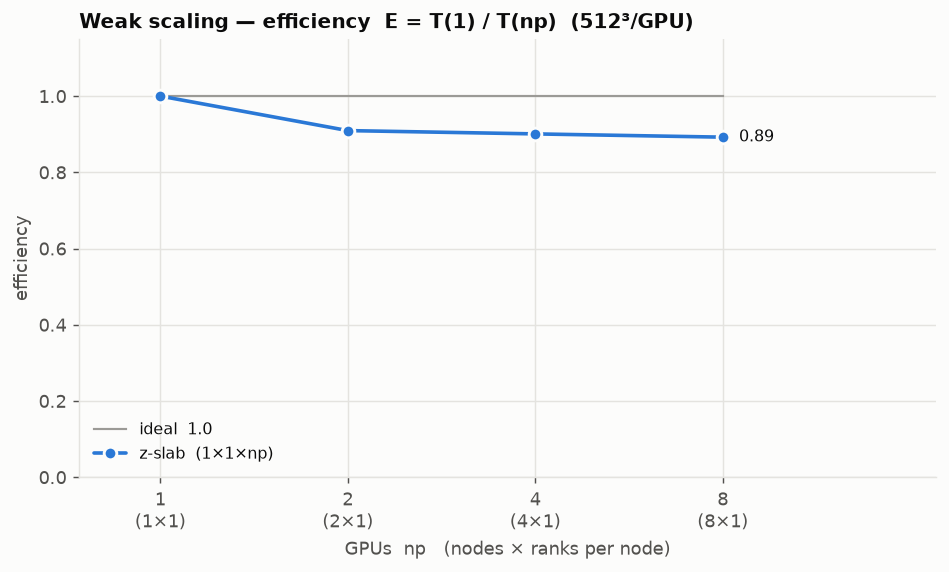 Weak scaling — efficiency E = T(1) / T(np) (512³/GPU)
1.0
0.8
0.6
0.4
0.2
0.0
efficiency
0.89
ideal 1.0
z-slab (1×1×np)
1 2 4 8
(1×1) (2×1) (4×1) (8×1)
GPUs np (nodes × ranks per node)